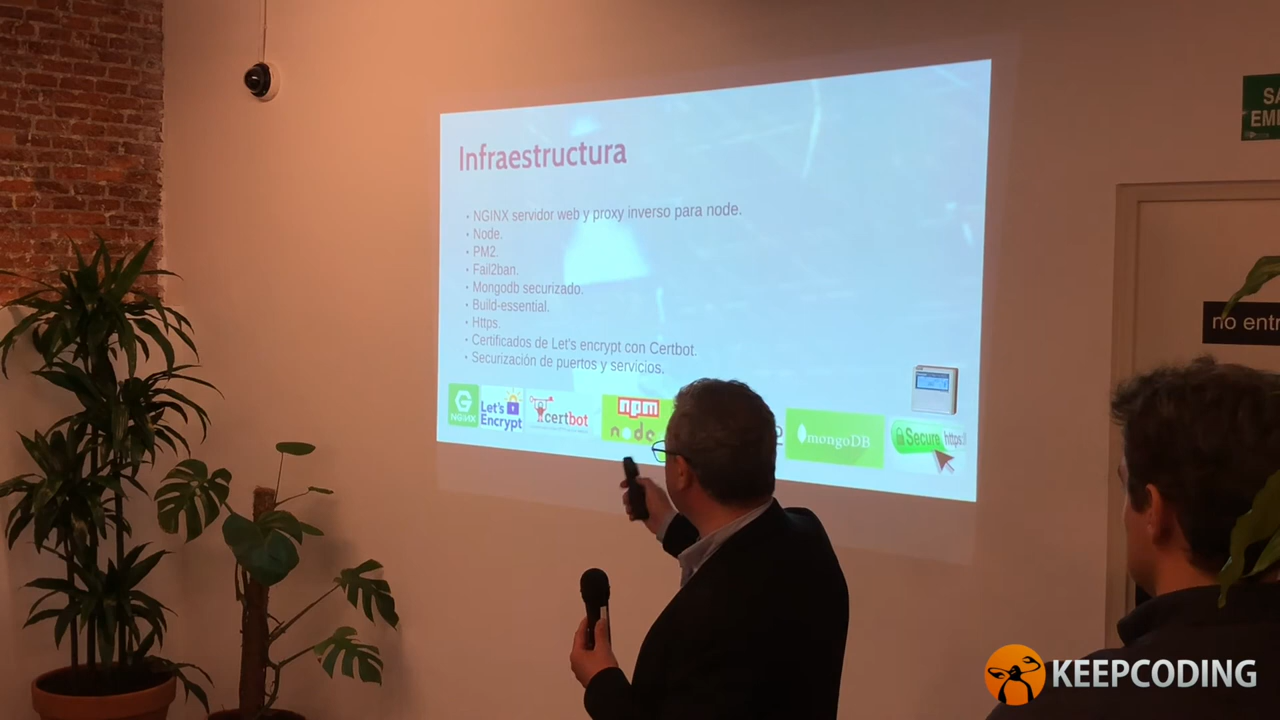 Infraestructura
• NGINX servidor web y proxy inverso para node.
• Node.
• PM2.
• Fail2ban.
• Mongodb securizado.
• Build-essential.
• Https.
• Certificados de Let's encrypt con Certbot.
• Securización de puertos y servicios.
NGINX
Let's
Encrypt
certbot
npm
node
mongoDB
Secure https:
no entr
KEEPCODING